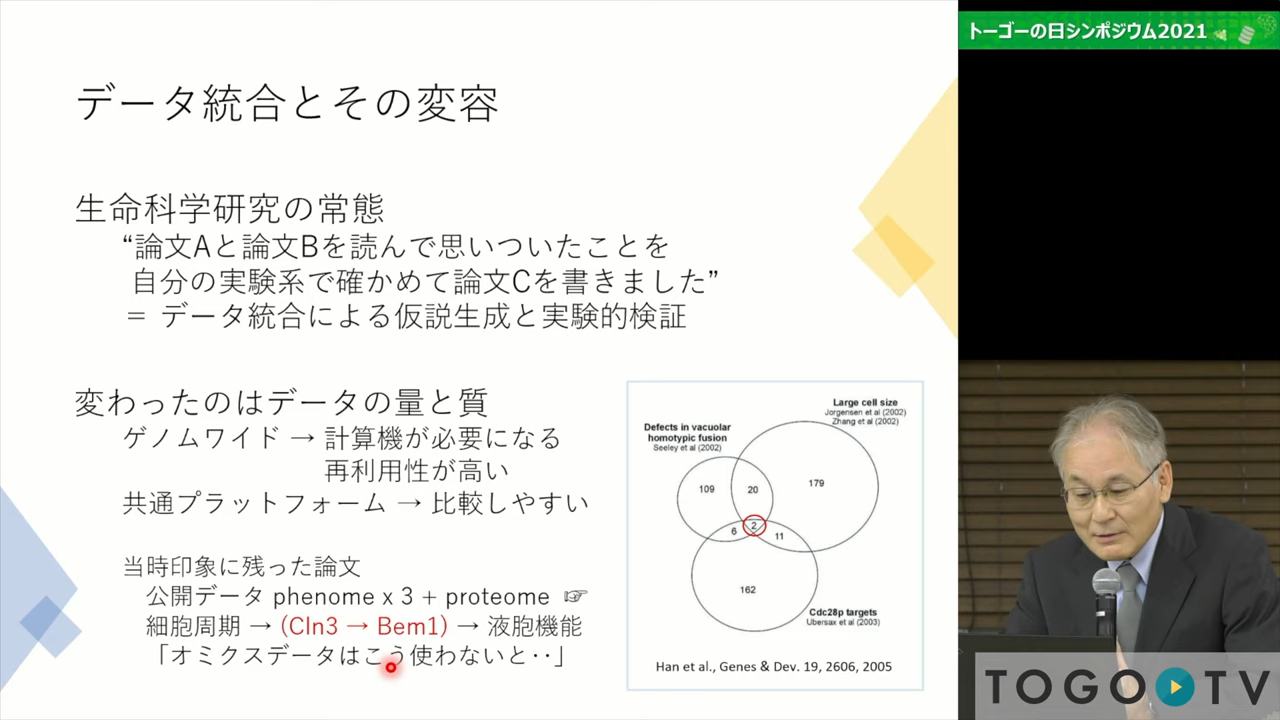 トーゴーの日シンポジウム2021
データ統合とその変容
生命科学研究の常態
“論文Aと論文Bを読んで思いついたことを
自分の実験系で確かめて論文Cを書きました”
= データ統合による仮説生成と実験的検証
変わったのはデータの量と質
ゲノムワイド → 計算機が必要になる
再利用性が高い
共通プラットフォーム → 比較しやすい
当時印象に残った論文
公開データ phenome x 3 + proteome ☞
細胞周期 → (Cln3 → Bem1) → 液胞機能
「オミクスデータはこう使わないと‥」
Large cell size
Jorgensen et al (2002)
Zhang et al (2002)
Defects in vacuolar
homotypic fusion
Seeley et al (2002)
109
20
179
6
2
11
162
Cdc28p targets
Ubersax et al (2003)
Han et al., Genes & Dev. 19, 2606, 2005
TOGO TV